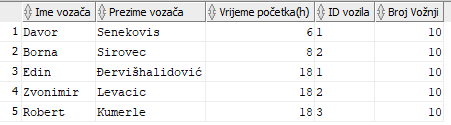 Ime vozača Prezime vozača Vrijeme početka(h) ID vozila Broj Vožnji
1 Davor Senekovis 6 1 10
2 Borna Sirovec 8 2 10
3 Edin Đervišhalidović 18 1 10
4 Zvonimir Levacic 18 2 10
5 Robert Kumerle 18 3 10